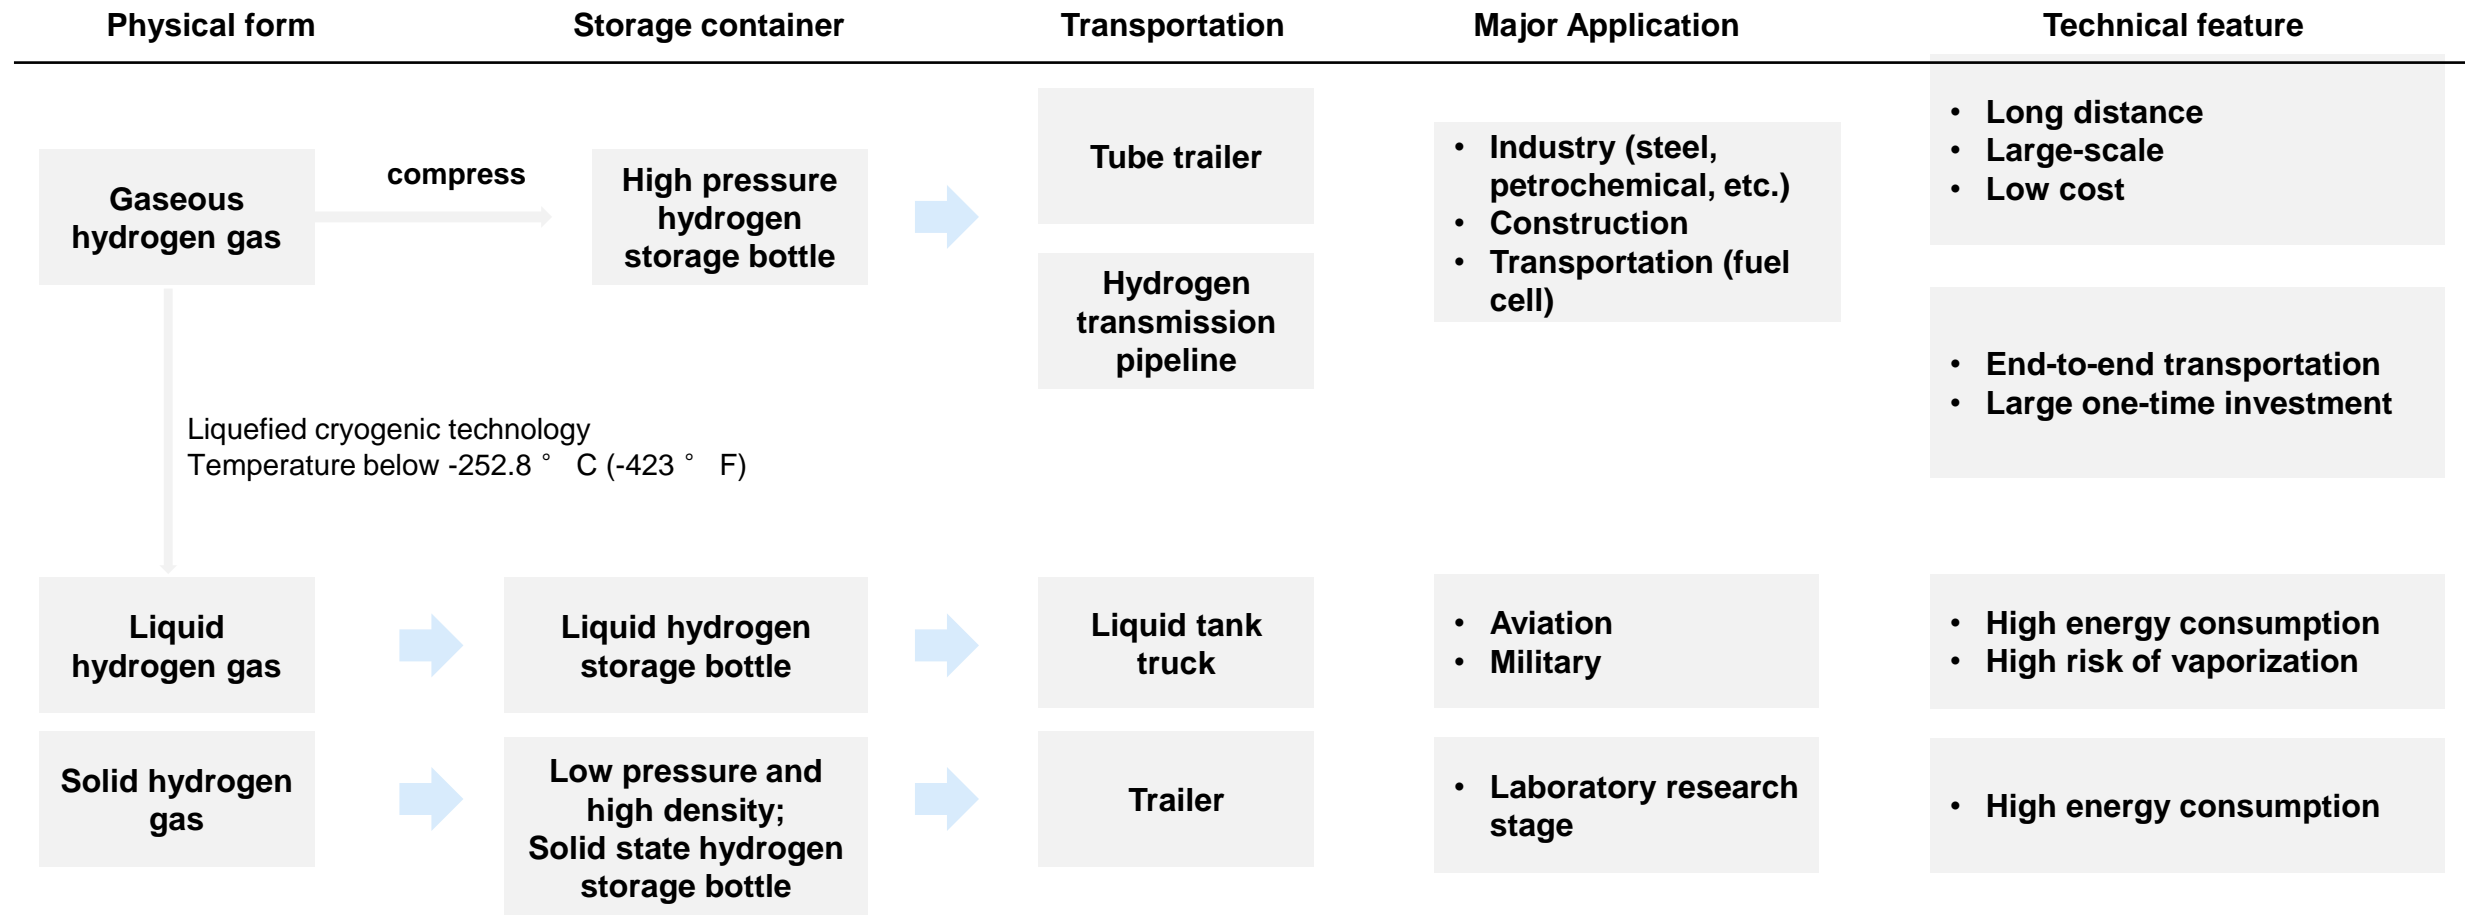 Physical form
Storage container
Transportation
Major Application
Technical feature
Gaseous
hydrogen gas
compress
High pressure
hydrogen
storage bottle
Tube trailer
Hydrogen
transmission
pipeline
• Industry (steel,
petrochemical, etc.)
• Construction
• Transportation (fuel
cell)
• Long distance
• Large-scale
• Low cost
• End-to-end transportation
• Large one-time investment
Liquefied cryogenic technology
Temperature below -252.8 ° C (-423 ° F)
Liquid
hydrogen gas
Liquid hydrogen
storage bottle
Liquid tank
truck
• Aviation
• Military
• High energy consumption
• High risk of vaporization
Solid hydrogen
gas
Low pressure and
high density;
Solid state hydrogen
storage bottle
Trailer
• Laboratory research
stage
• High energy consumption